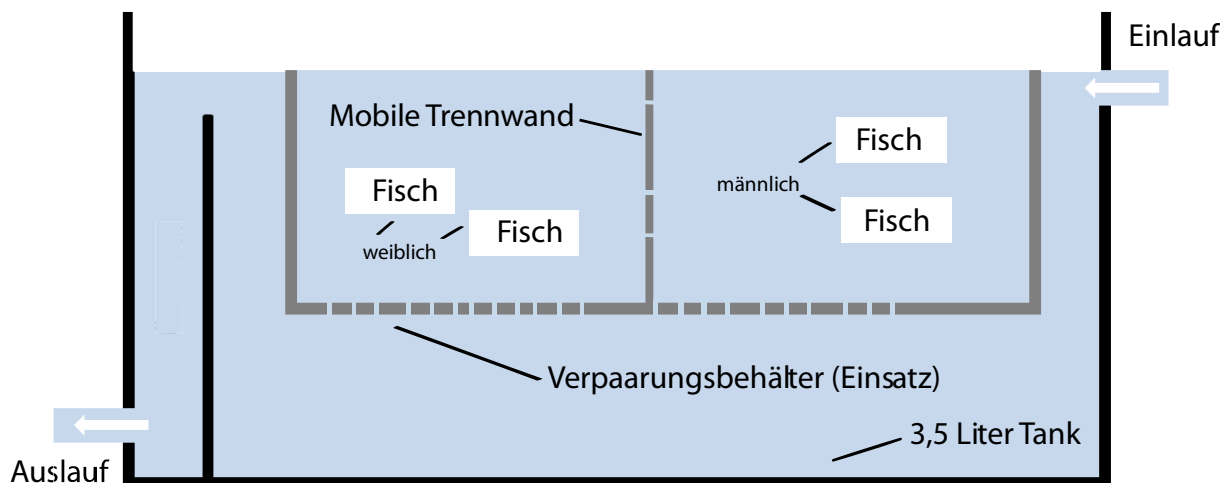 Einlauf
Mobile Trennwand
Fisch
männlich
Fisch
Fisch
Fisch
weiblich
Verpaarungsbehälter (Einsatz)
3,5 Liter Tank
Auslauf